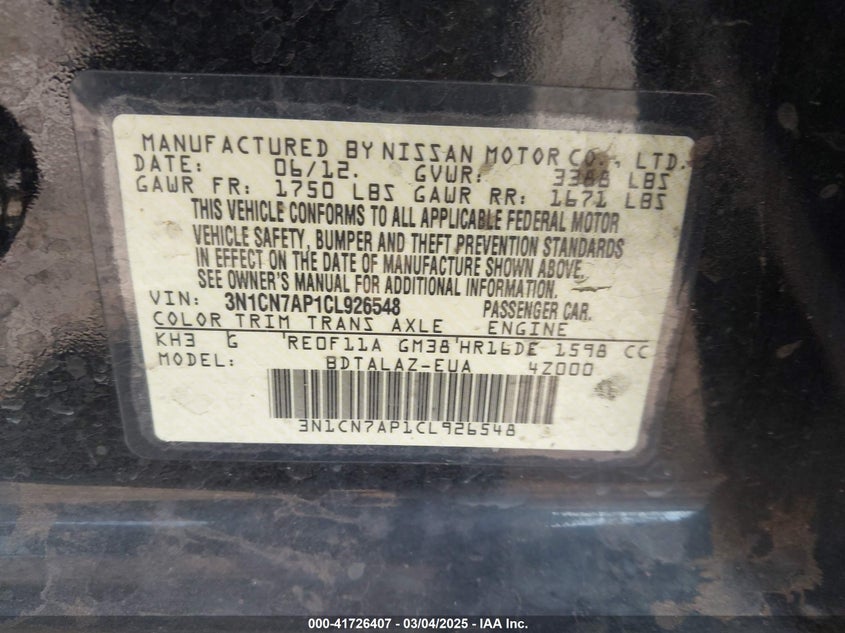 MANUFACTURED BY NISSAN MOTOR CO., LTD.
DATE: 06/12. GVWR: 3388 LBS
GAWR FR: 1750 LBS GAWR RR: 1671 LBS
THIS VEHICLE CONFORMS TO ALL APPLICABLE FEDERAL MOTOR
VEHICLE SAFETY, BUMPER AND THEFT PREVENTION STANDARDS
IN EFFECT ON THE DATE OF MANUFACTURE SHOWN ABOVE.
SEE OWNER'S MANUAL FOR ADDITIONAL INFORMATION.
VIN: 3N1CN7AP1CL926548 PASSENGER CAR.
COLOR TRIM TRANS AXLE ENGINE
KH3 G RE0F11A GM38 HR16DE 1598 CC
MODEL: BDTALAZ-EUA 4Z000
3N1CN7AP1CL926548
000-41726407 - 03/04/2025 - IAA Inc.